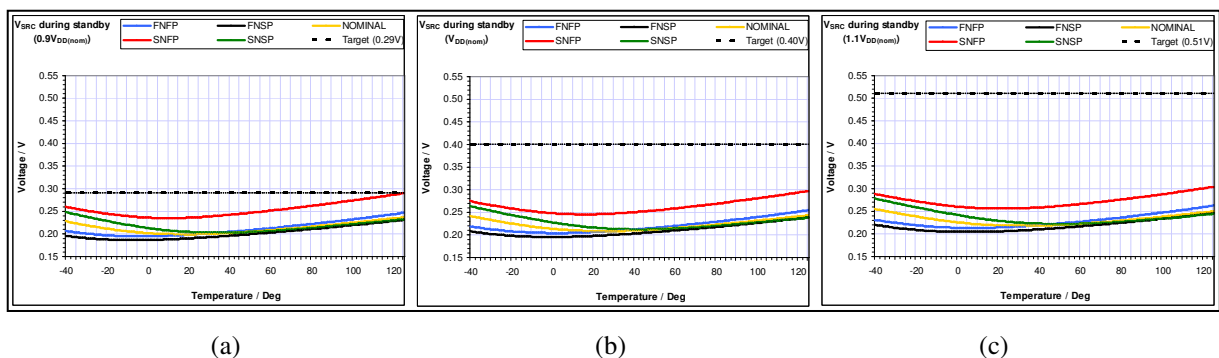 V_SRC during standby
(0.9V_DD(nom))
FNFP FNSP NOMINAL
SNFP SNSP Target (0.29V)
0.55
0.50
0.45
0.40
0.35
0.30
0.25
0.20
0.15
Voltage / V
-40 -20 0 20 40 60 80 100 120
Temperature / Deg
V_SRC during standby
(V_DD(nom))
FNFP FNSP NOMINAL
SNFP SNSP Target (0.40V)
0.55
0.50
0.45
0.40
0.35
0.30
0.25
0.20
0.15
Voltage / V
-40 -20 0 20 40 60 80 100 120
Temperature / Deg
V_SRC during standby
(1.1V_DD(nom))
FNFP FNSP NOMINAL
SNFP SNSP Target (0.51V)
0.55
0.50
0.45
0.40
0.35
0.30
0.25
0.20
0.15
Voltage / V
-40 -20 0 20 40 60 80 100 120
Temperature / Deg
(a) (b) (c)